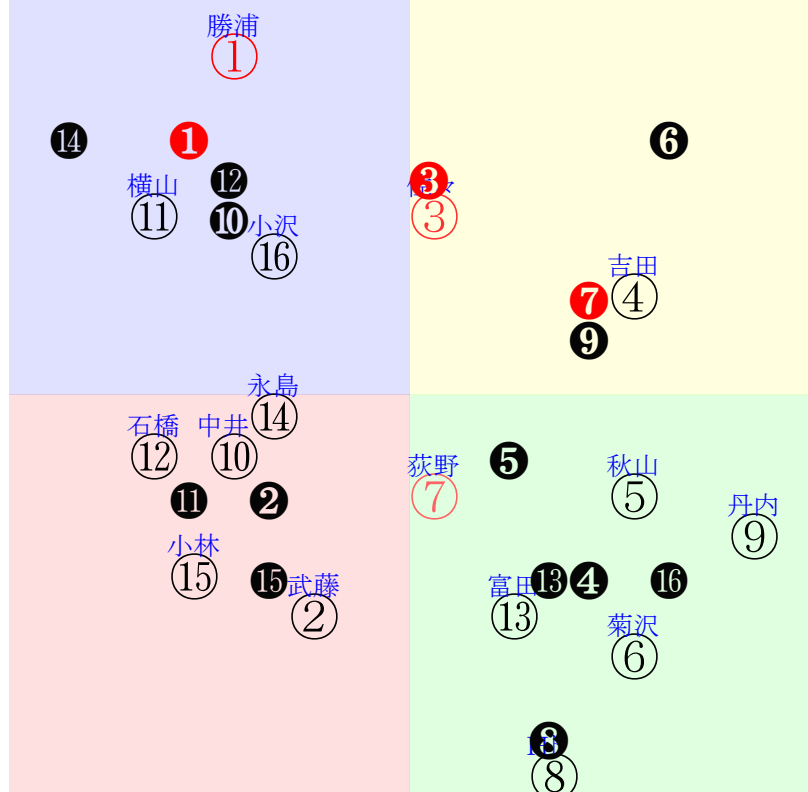 勝浦
①
⓮
❶
❻
横山
⓬
❸
⑪
❿
小沢
③
⑯
吉田
❼
④
❾
永島
⑭
石橋
中井
⑫
⑩
荻野
❺
秋山
⓫
❷
⑦
⑤
丹内
⑨
小林
⑮
⓯
武藤
②
富田
⓭
❹
⓰
⑬
菊沢
⑥
❽
⑧